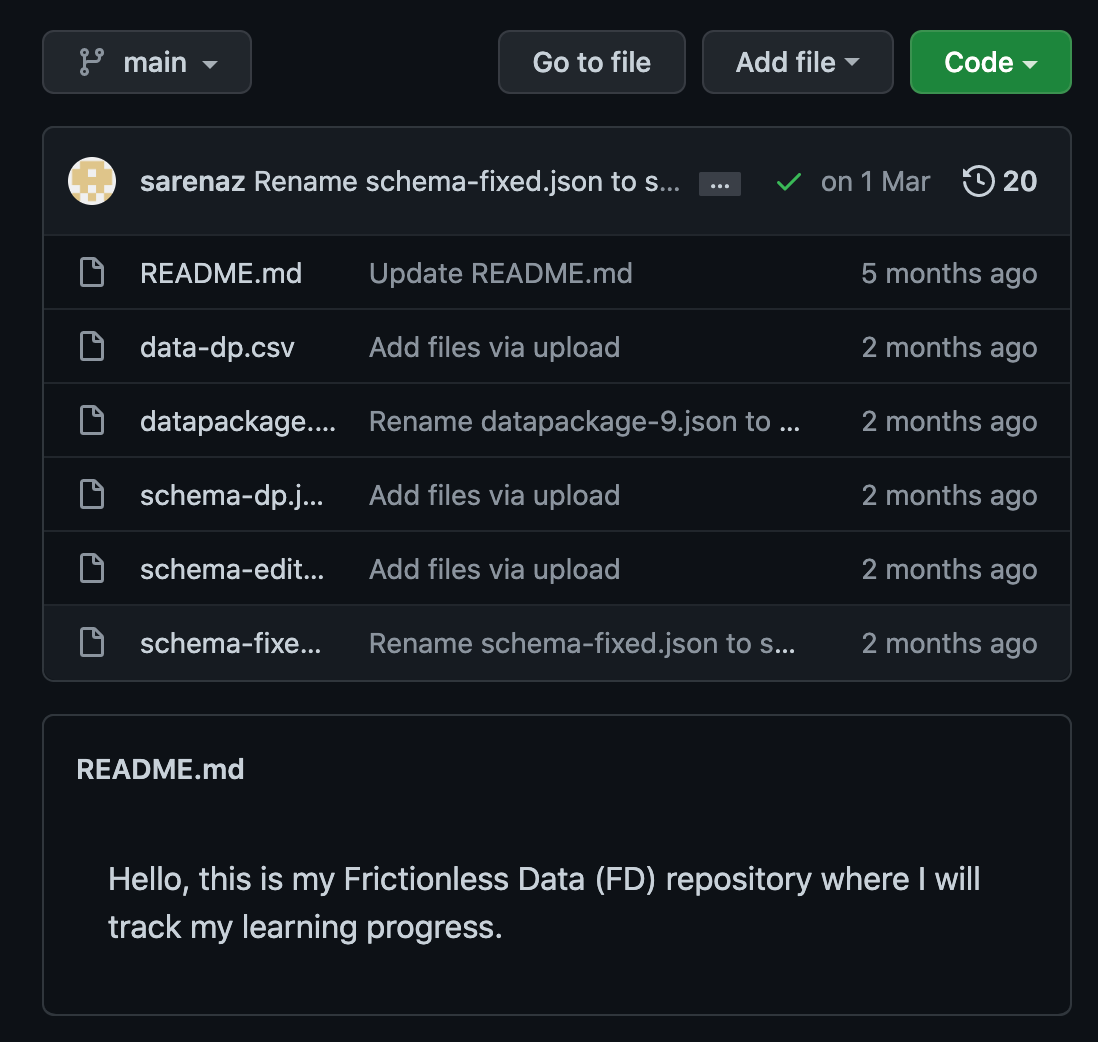 main
Go to file
Add file
Code
sarenaz Rename schema-fixed.json to s... ... on 1 Mar 20
README.md Update README.md 5 months ago
data-dp.csv Add files via upload 2 months ago
datapackage.... Rename datapackage-9.json to ... 2 months ago
schema-dp.j... Add files via upload 2 months ago
schema-edit... Add files via upload 2 months ago
schema-fixe... Rename schema-fixed.json to s... 2 months ago
README.md
Hello, this is my Frictionless Data (FD) repository where I will
track my learning progress.